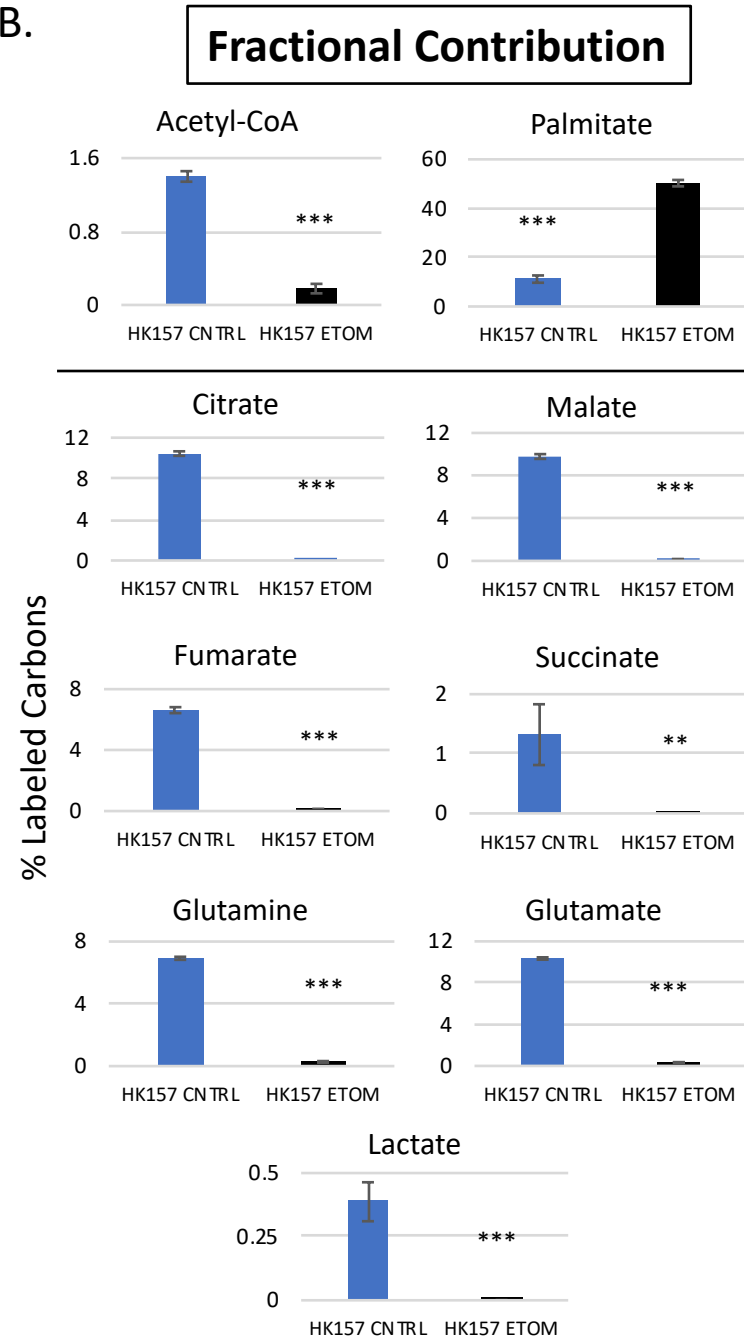 B.
Fractional Contribution
Acetyl-CoA
1.6
0.8
0
***
HK157 CNTRL HK157 ETOM
Palmitate
60
40
20
0
***
HK157 CNTRL HK157 ETOM
% Labeled Carbons
Citrate
12
8
4
0
***
HK157 CNTRL HK157 ETOM
Malate
12
8
4
0
***
HK157 CNTRL HK157 ETOM
Fumarate
8
4
0
***
HK157 CNTRL HK157 ETOM
Succinate
2
1
0
**
HK157 CNTRL HK157 ETOM
Glutamine
8
4
0
***
HK157 CNTRL HK157 ETOM
Glutamate
12
8
4
0
***
HK157 CNTRL HK157 ETOM
Lactate
0.5
0.25
0
***
HK157 CNTRL HK157 ETOM